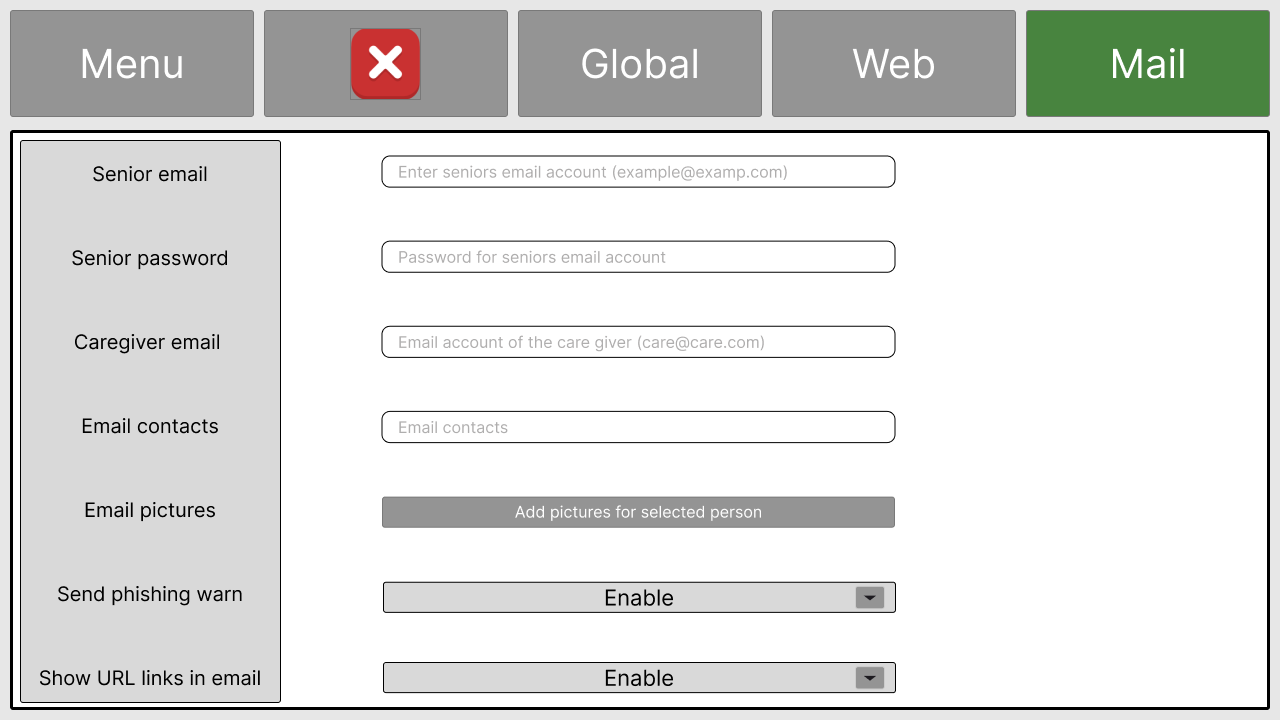 Menu
Global
Web
Mail
Senior email
Enter seniors email account (example@examp.com)
Senior password
Password for seniors email account
Caregiver email
Email account of the care giver (care@care.com)
Email contacts
Email contacts
Email pictures
Add pictures for selected person
Send phishing warn
Enable
Show URL links in email
Enable